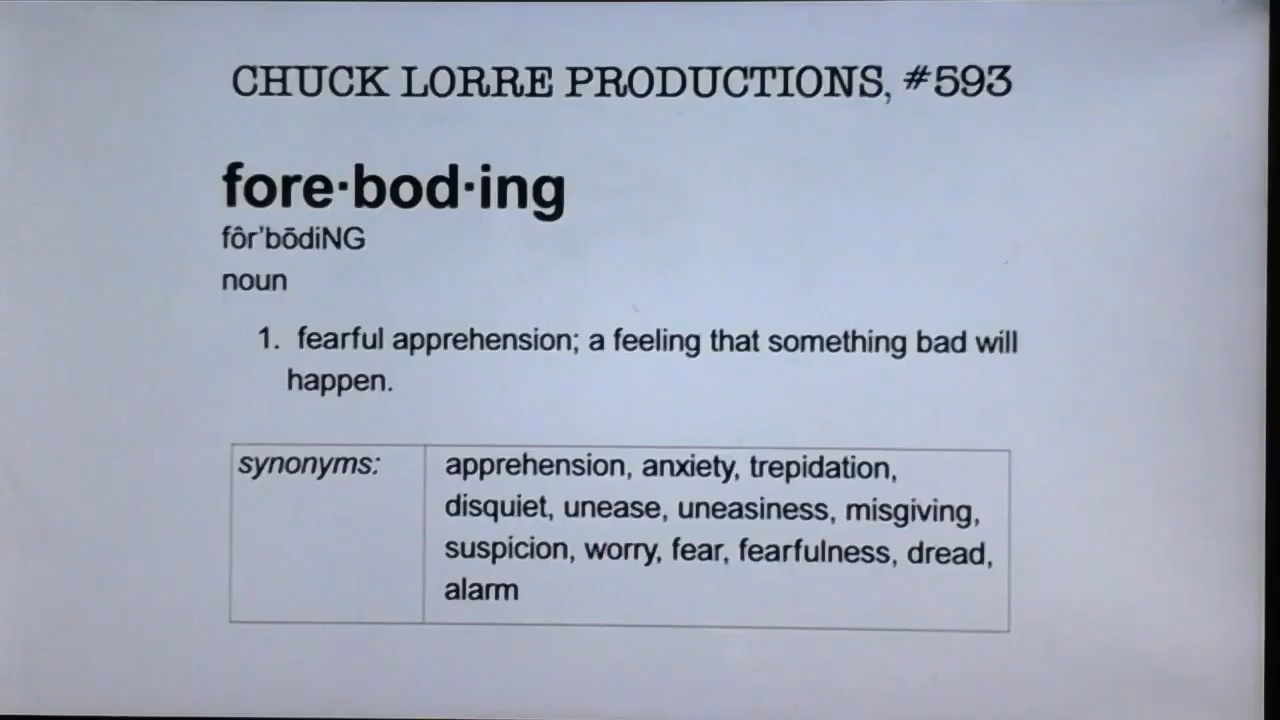 CHUCK LORRE PRODUCTIONS, #593
fore·bod·ing
fôr'bōdiNG
noun
1. fearful apprehension; a feeling that something bad will
happen.
synonyms:
apprehension, anxiety, trepidation,
disquiet, unease, uneasiness, misgiving,
suspicion, worry, fear, fearfulness, dread,
alarm